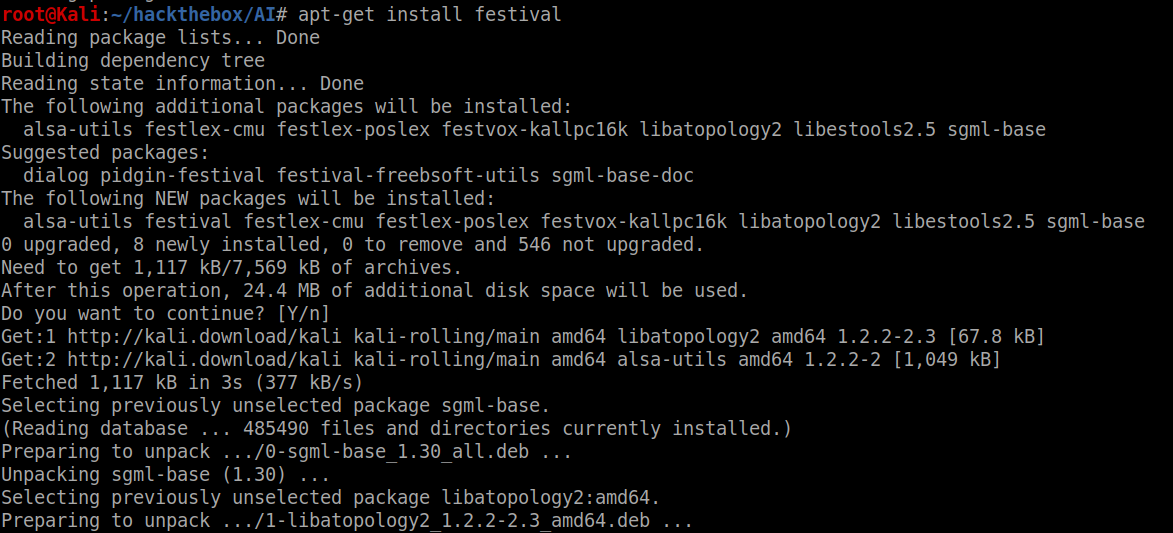 root@Kali:~/hackthebox/AI# apt-get install festival
Reading package lists... Done
Building dependency tree
Reading state information... Done
The following additional packages will be installed:
  alsa-utils festlex-cmu festlex-poslex festvox-kallpc16k libatopology2 libestools2.5 sgml-base
Suggested packages:
  dialog pidgin-festival festival-freebsoft-utils sgml-base-doc
The following NEW packages will be installed:
  alsa-utils festival festlex-cmu festlex-poslex festvox-kallpc16k libatopology2 libestools2.5 sgml-base
0 upgraded, 8 newly installed, 0 to remove and 546 not upgraded.
Need to get 1,117 kB/7,569 kB of archives.
After this operation, 24.4 MB of additional disk space will be used.
Do you want to continue? [Y/n]
Get:1 http://kali.download/kali kali-rolling/main amd64 libatopology2 amd64 1.2.2-2.3 [67.8 kB]
Get:2 http://kali.download/kali kali-rolling/main amd64 alsa-utils amd64 1.2.2-2 [1,049 kB]
Fetched 1,117 kB in 3s (377 kB/s)
Selecting previously unselected package sgml-base.
(Reading database ... 485490 files and directories currently installed.)
Preparing to unpack .../0-sgml-base_1.30_all.deb ...
Unpacking sgml-base (1.30) ...
Selecting previously unselected package libatopology2:amd64.
Preparing to unpack .../1-libatopology2_1.2.2-2.3_amd64.deb ...